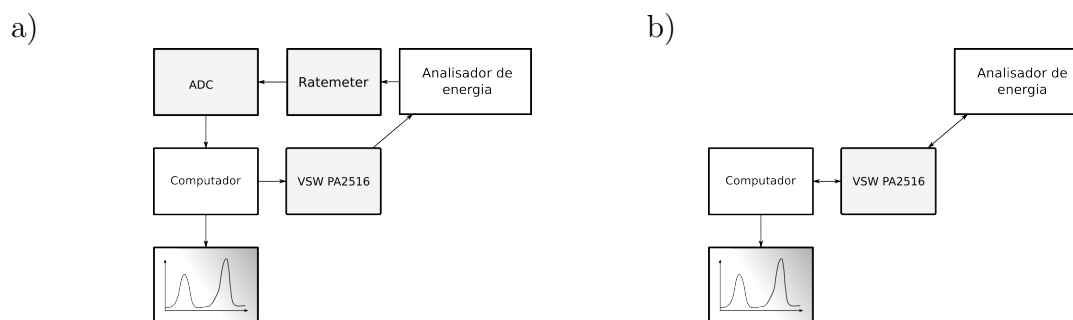 a)
ADC
Ratemeter
Analisador de
energia
Computador
VSW PA2516
b)
Analisador de
energia
Computador
VSW PA2516